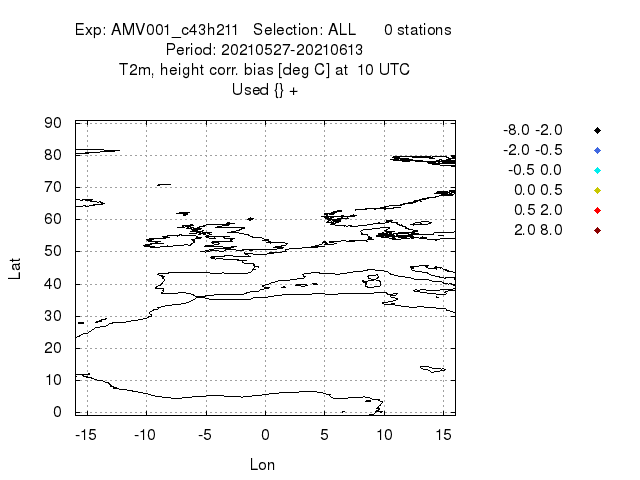 Exp: AMV001_c43h211 Selection: ALL 0 stations
Period: 20210527-20210613
T2m, height corr. bias [deg C] at 10 UTC
Used {} +
-8.0 -2.0
-2.0 -0.5
-0.5 0.0
0.0 0.5
0.5 2.0
2.0 8.0
90
80
70
60
50
40
30
20
10
0
Lat
-15 -10 -5 0 5 10 15
Lon